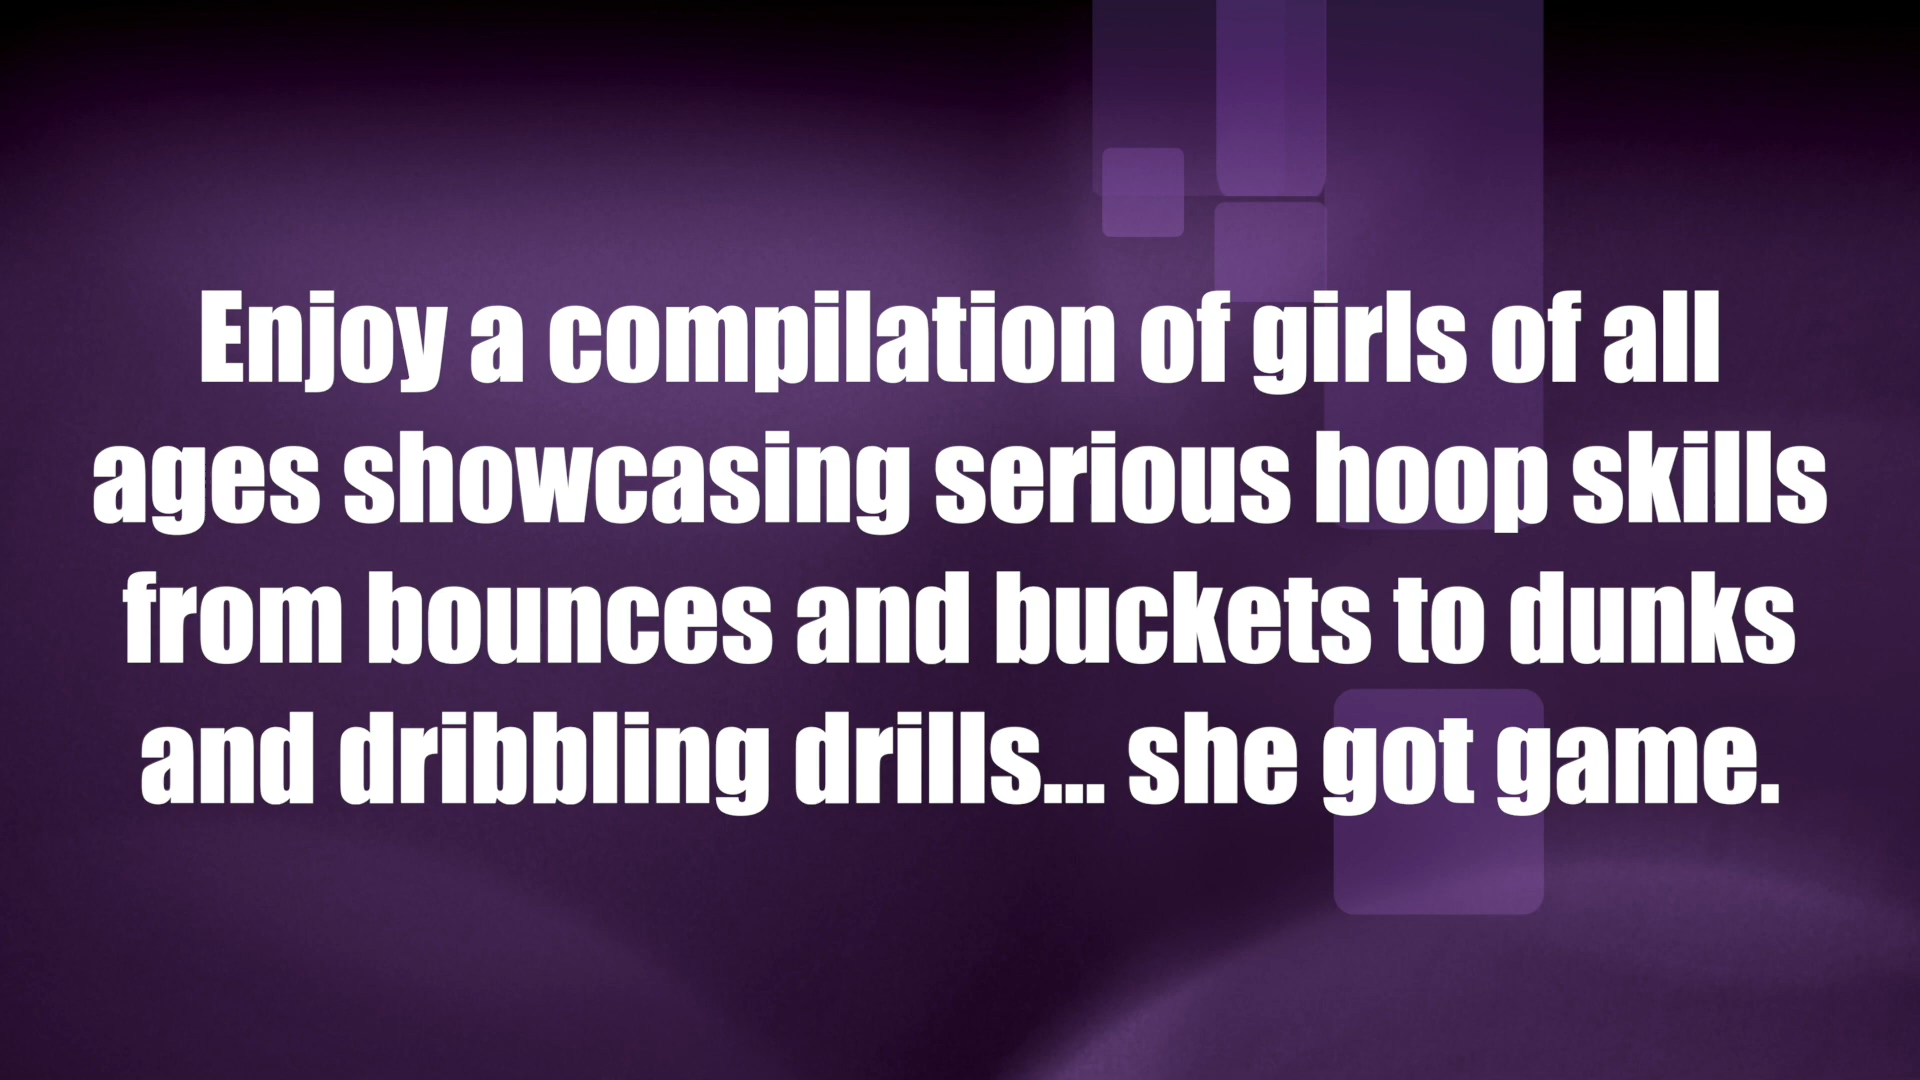 Enjoy a compilation of girls of all
ages showcasing serious hoop skills
from bounces and buckets to dunks
and dribbling drills... she got game.